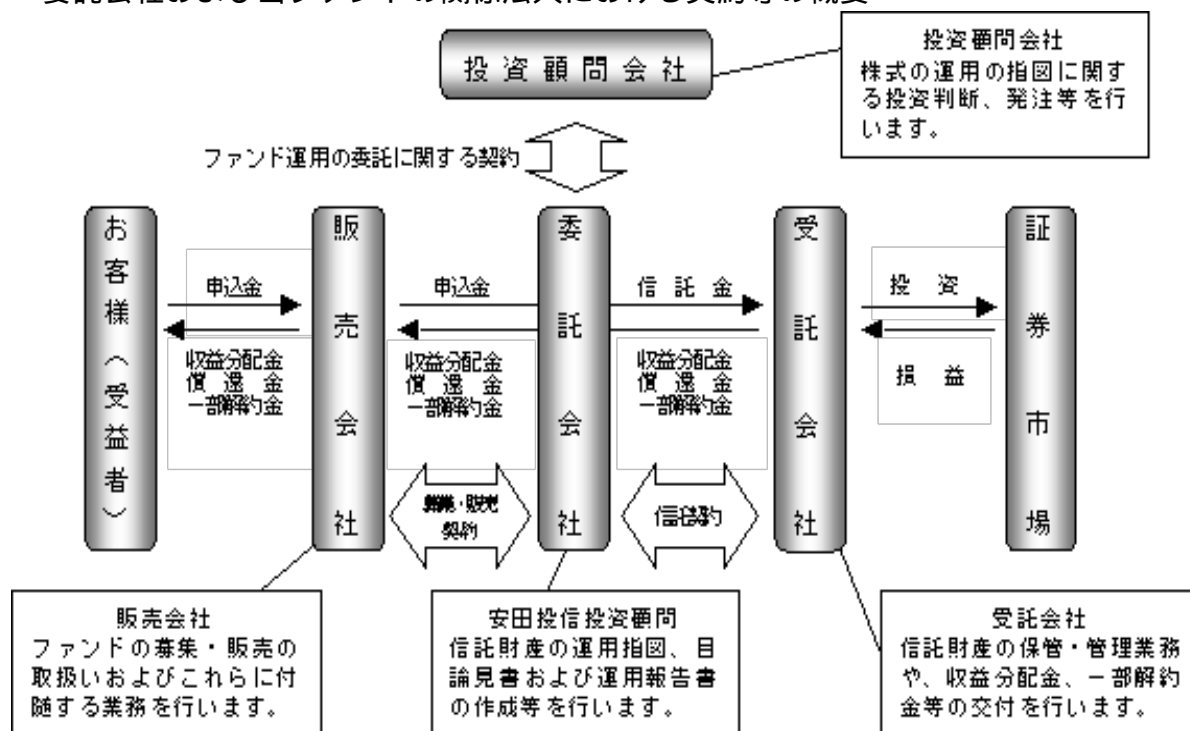 投資顧問会社
投資顧問会社
株式の運用の指図に関す
る投資判断、発注等を行
います。
ファンド運用の委託に関する契約
お客様（受益者）
販売会社
委託会社
受託会社
証券市場
申込金
申込金
信託金
投資
収益分配金
償還金
一部解約金
収益分配金
償還金
一部解約金
収益分配金
償還金
一部解約金
損益
募集・販売
契約
販売会社
ファンドの募集・販売の
取扱いおよびこれらに付
随する業務を行います。
安田投信投資顧問
信託財産の運用指図、目
論見書および運用報告書
の作成等を行います。
受託会社
信託財産の保管・管理業務
や、収益分配金、一部解約
金等の交付を行います。